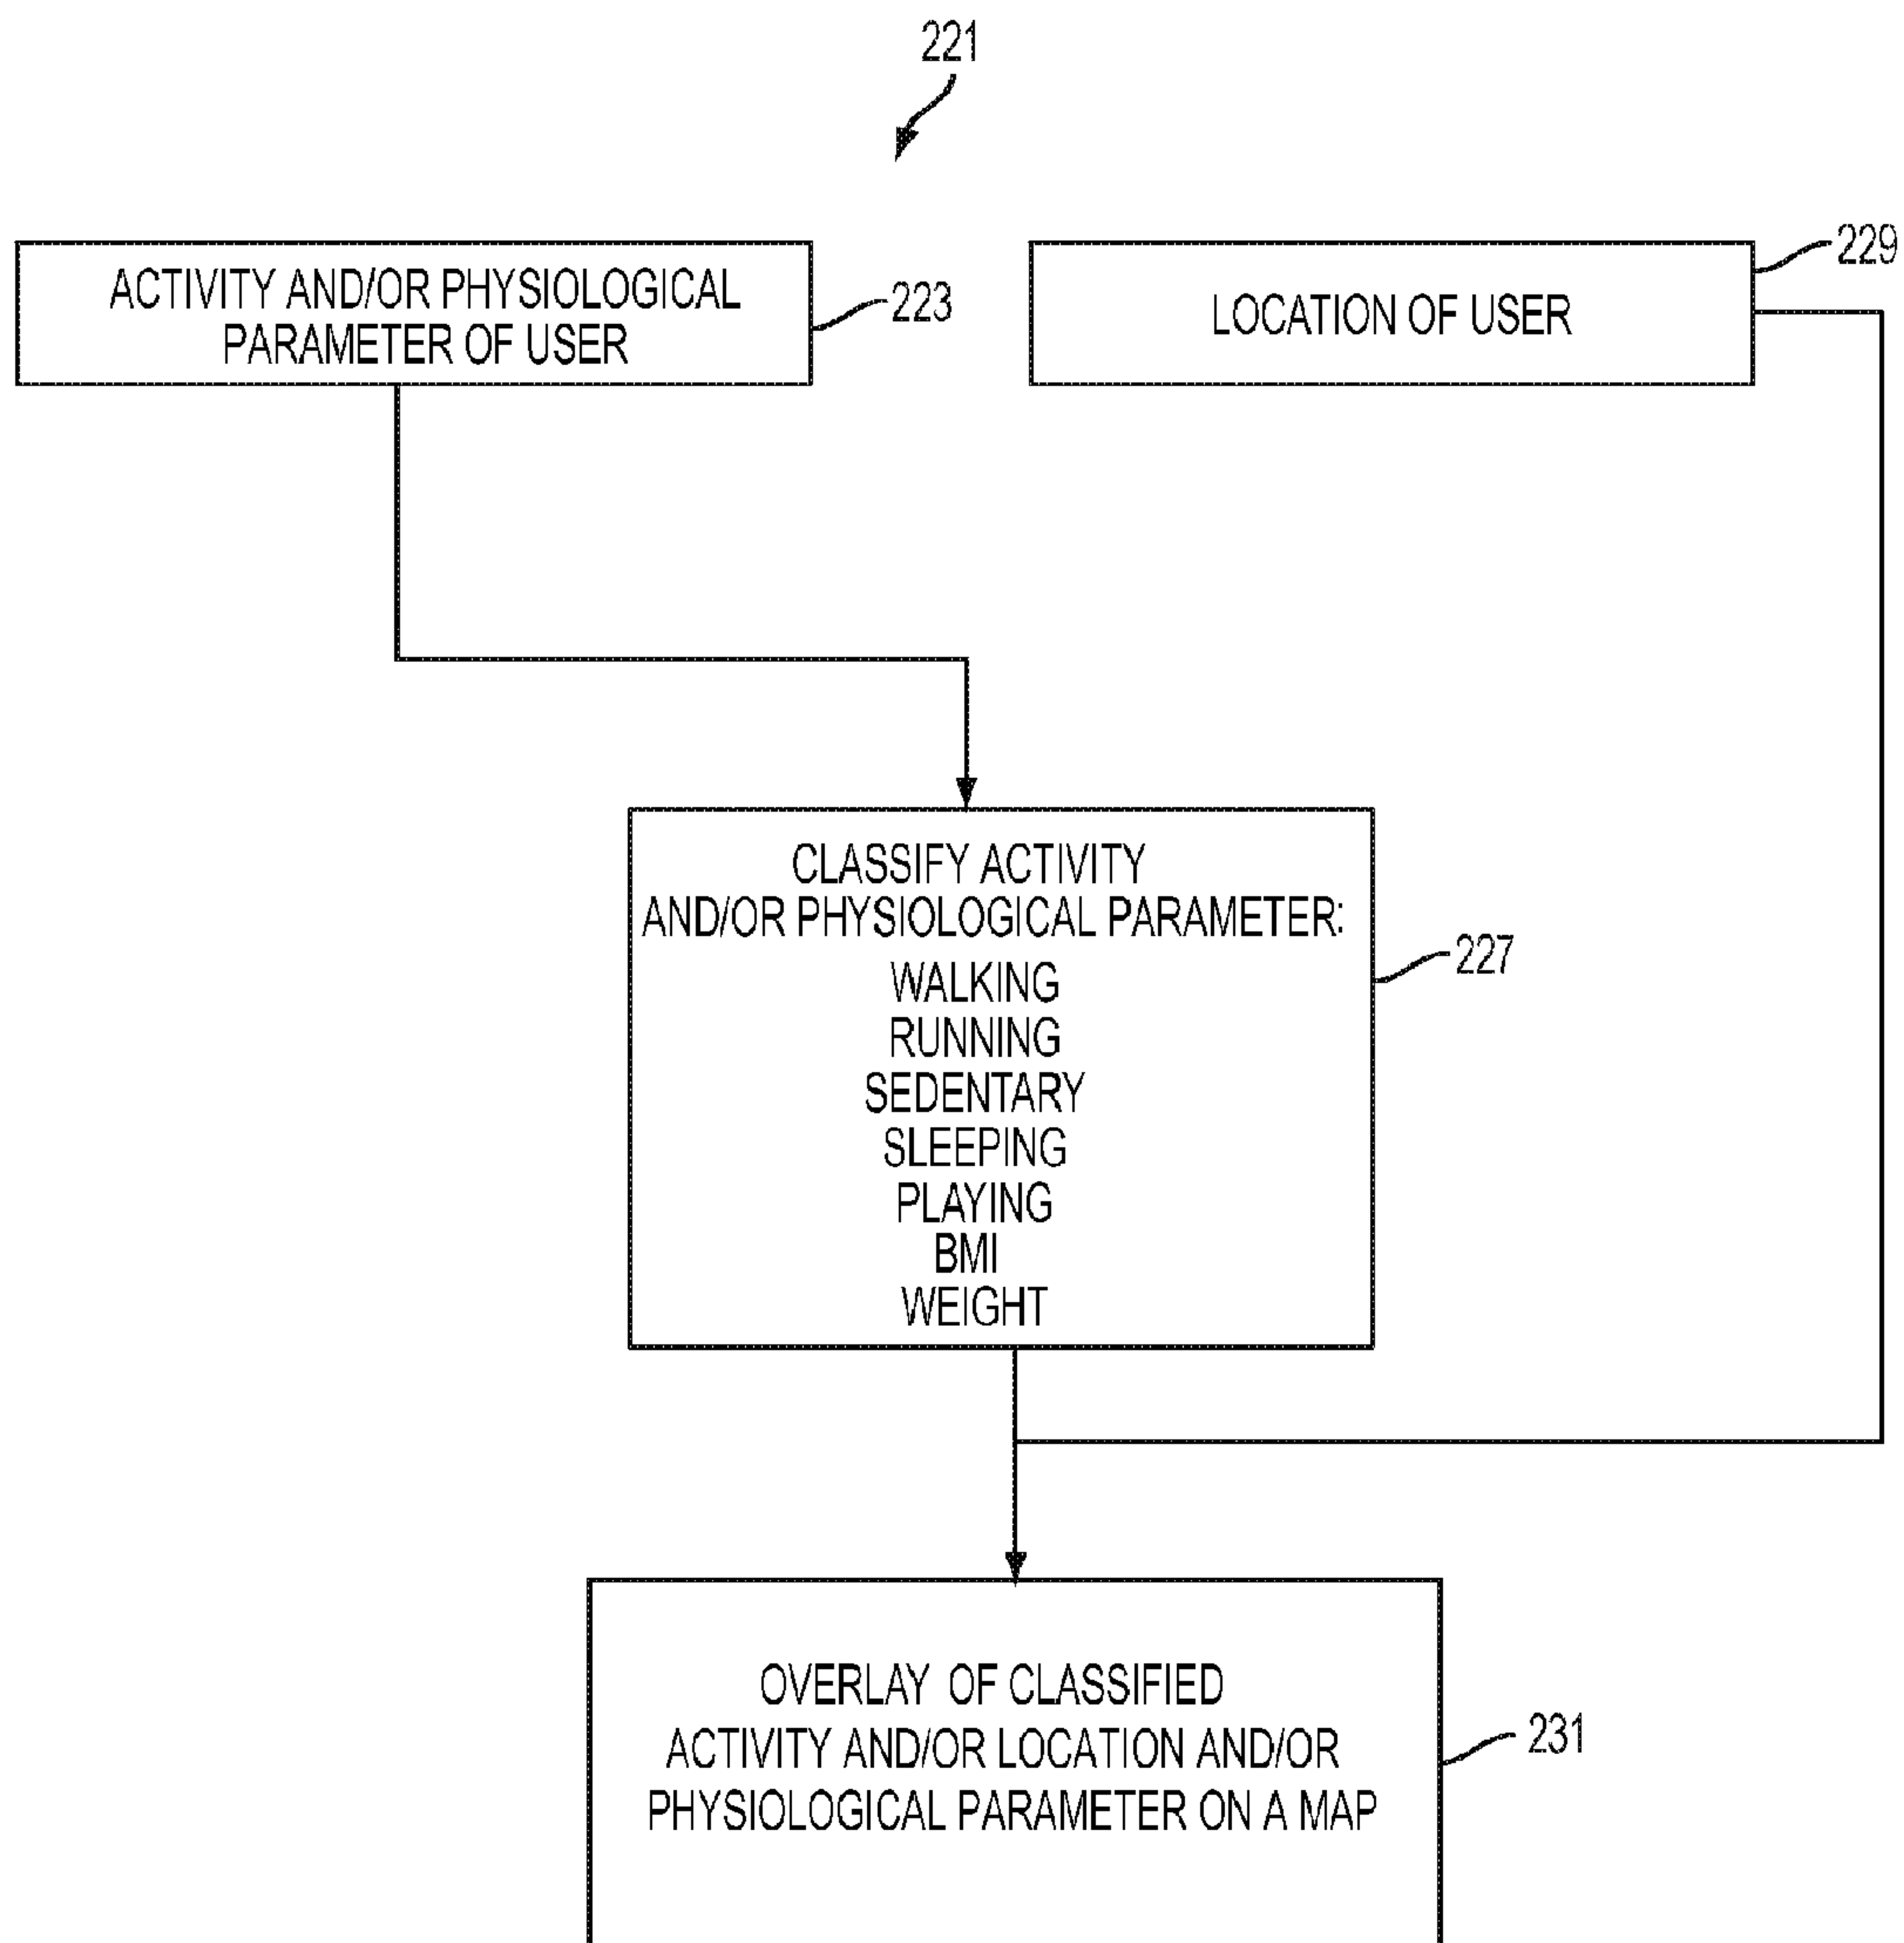 221
ACTIVITY AND/OR PHYSIOLOGICAL
PARAMETER OF USER
223
LOCATION OF USER
229
CLASSIFY ACTIVITY
AND/OR PHYSIOLOGICAL PARAMETER:
WALKING
RUNNING
SEDENTARY
SLEEPING
PLAYING
BMI
WEIGHT
227
OVERLAY OF CLASSIFIED
ACTIVITY AND/OR LOCATION AND/OR
PHYSIOLOGICAL PARAMETER ON A MAP
231